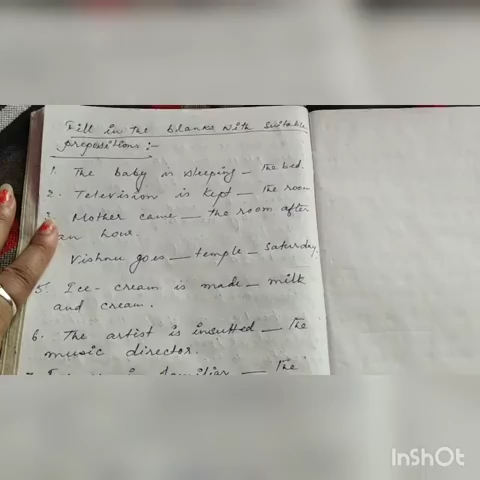 Fill in the blanks with suitable
prepositions :-
1. The baby is sleeping _ the bed.
2. Television is kept _ the room
3. Mother came _ the room after
an hour.
Vishnu goes _ temple _ Saturday.
5. Ice-cream is made _ milk
and cream.
6. The artist is insulted _ the
music director.
familiar _ the
InShOt